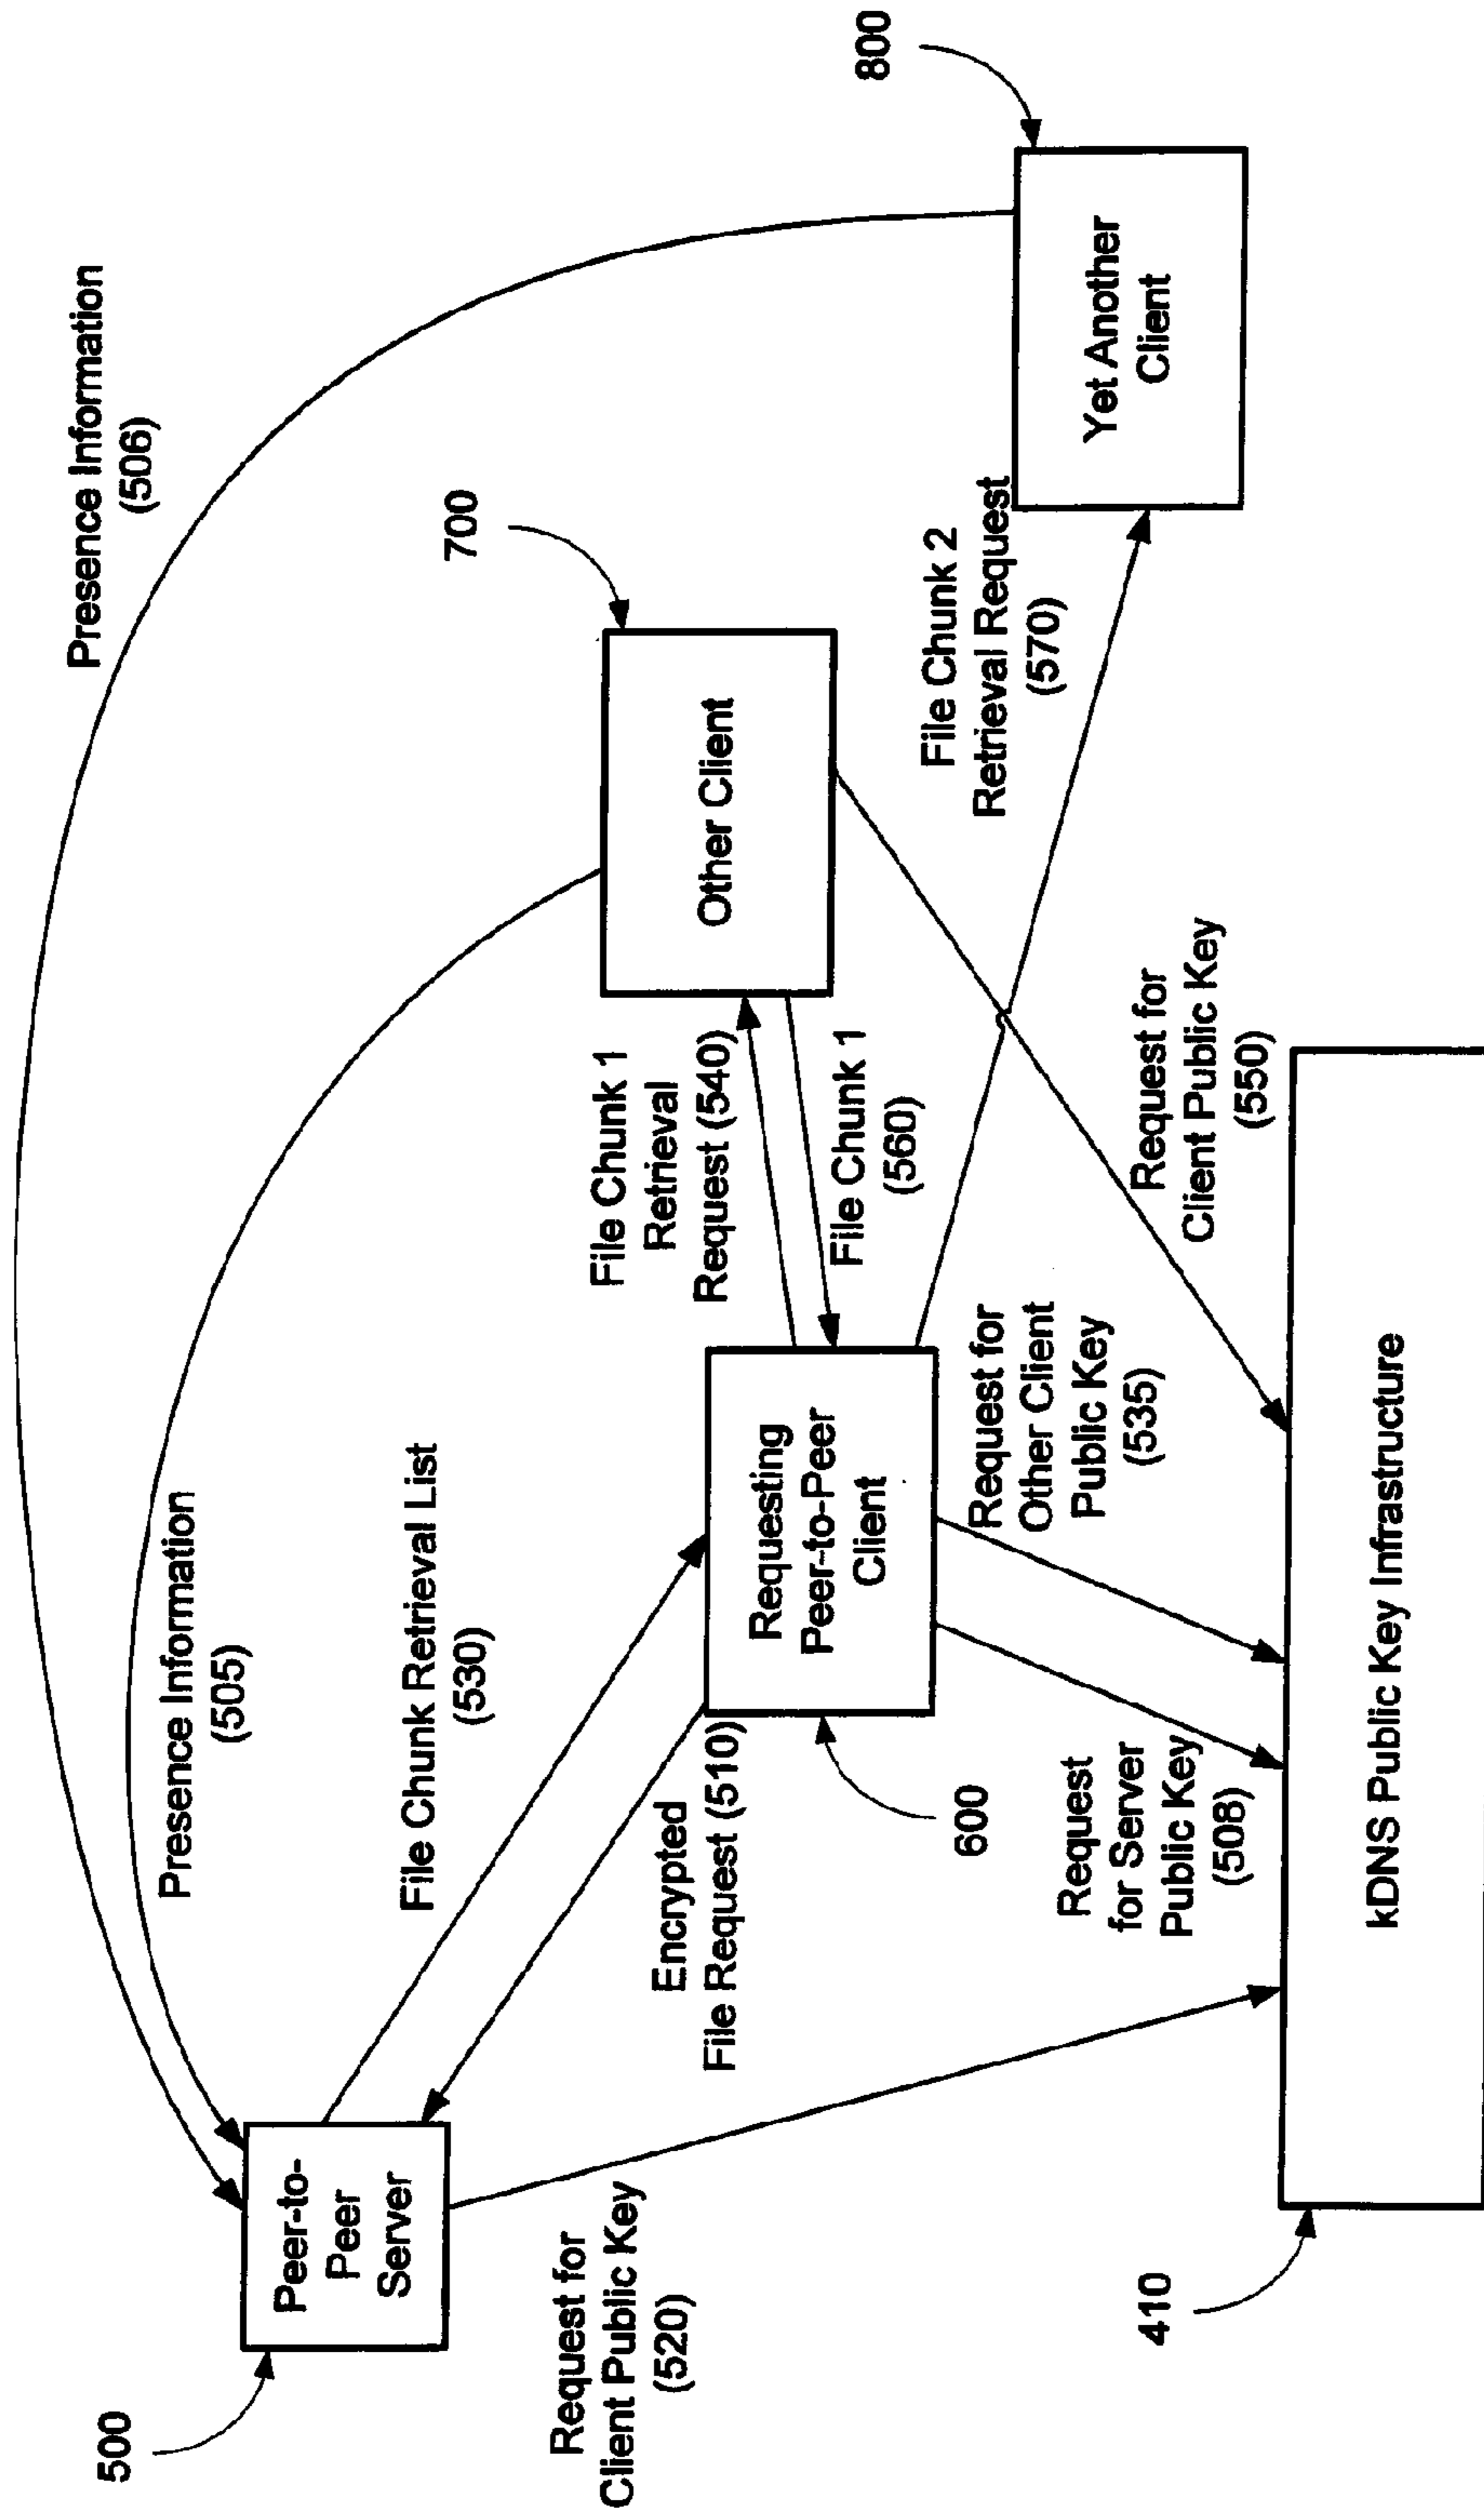 Presence Information
(506)
800
700
Presence Information
(505)
File Chunk Retrieval List
(530)
500
Peer-to-
Peer
Server
Encrypted
File Request (510)
File Chunk 1
Retrieval
Request (540)
Other Client
File Chunk 2
Retrieval Request
(570)
Yet Another
Client
Requesting
Peer-to-Peer
Client
File Chunk 1
(560)
600
Request for
Client Public Key
(520)
Request
for Server
Public Key
(508)
Request for
Other Client
Public Key
(535)
Request for
Client Public Key
(550)
410
kDNS Public Key Infrastructure